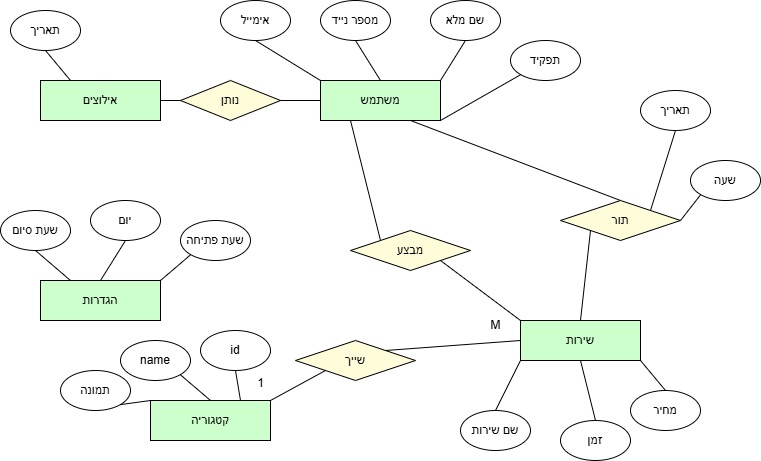 תאריך
אימייל
מספר נייד
שם מלא
תפקיד
אילוצים
נותן
משתמש
תאריך
שעה
תור
שעת סיום
יום
שעת פתיחה
מבצע
הגדרות
M
שירות
שייך
id
name
1
תמונה
קטגוריה
שם שירות
זמן
מחיר